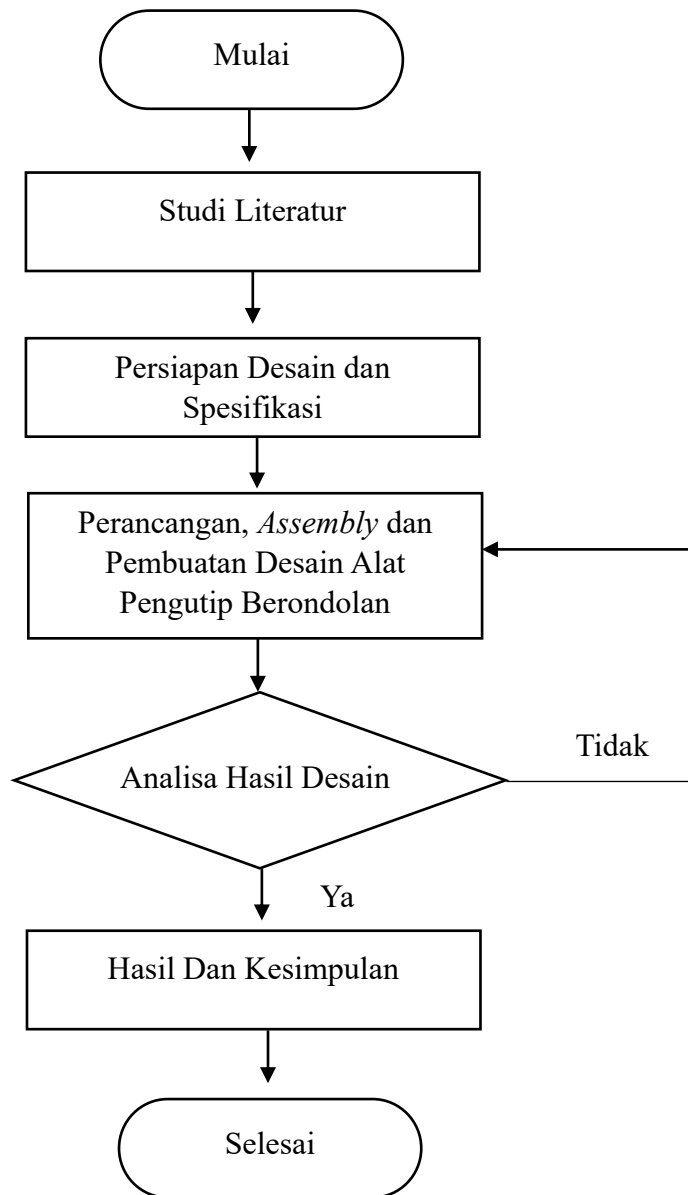 Mulai
Studi Literatur
Persiapan Desain dan
Spesifikasi
Perancangan, Assembly dan
Pembuatan Desain Alat
Pengutip Berondolan
Analisa Hasil Desain
Tidak
Ya
Hasil Dan Kesimpulan
Selesai